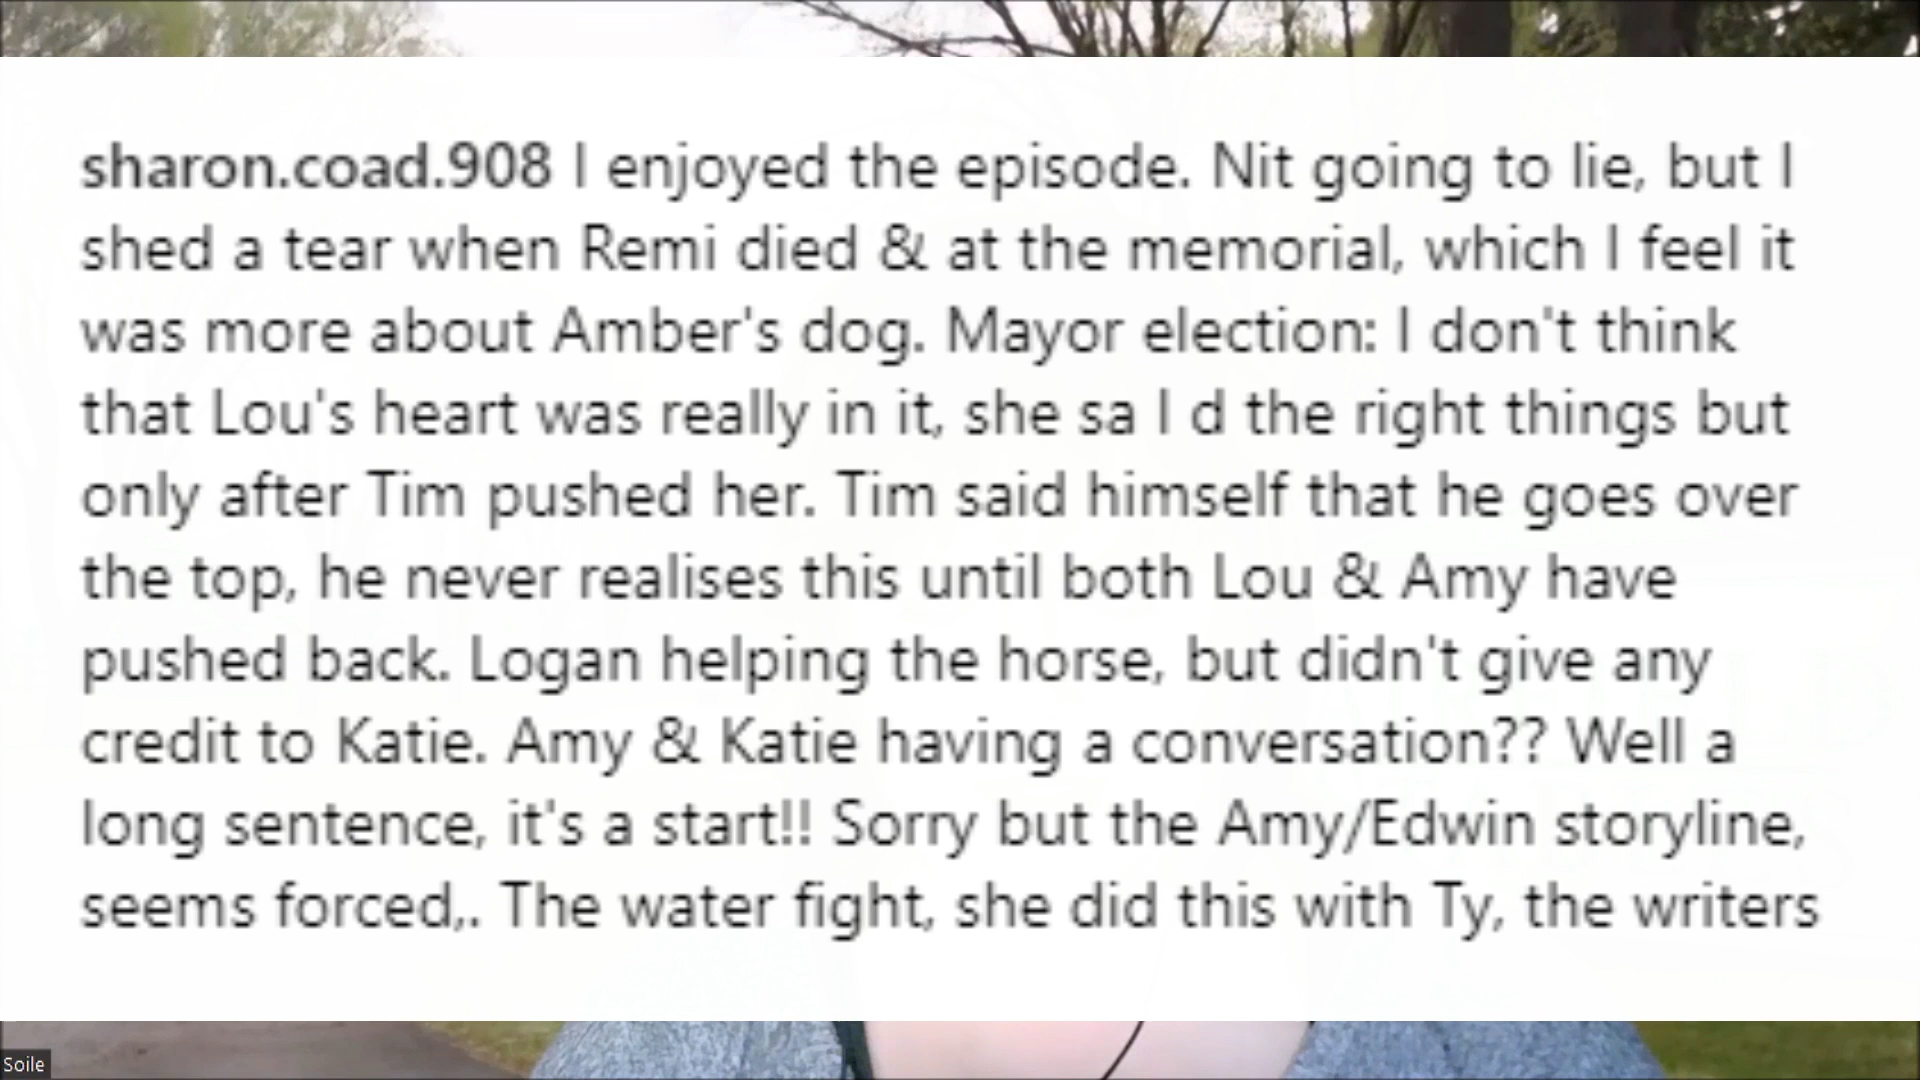 sharon.coad.908 I enjoyed the episode. Nit going to lie, but I
shed a tear when Remi died & at the memorial, which I feel it
was more about Amber's dog. Mayor election: I don't think
that Lou's heart was really in it, she sa I d the right things but
only after Tim pushed her. Tim said himself that he goes over
the top, he never realises this until both Lou & Amy have
pushed back. Logan helping the horse, but didn't give any
credit to Katie. Amy & Katie having a conversation?? Well a
long sentence, it's a start!! Sorry but the Amy/Edwin storyline,
seems forced,. The water fight, she did this with Ty, the writers
Soile